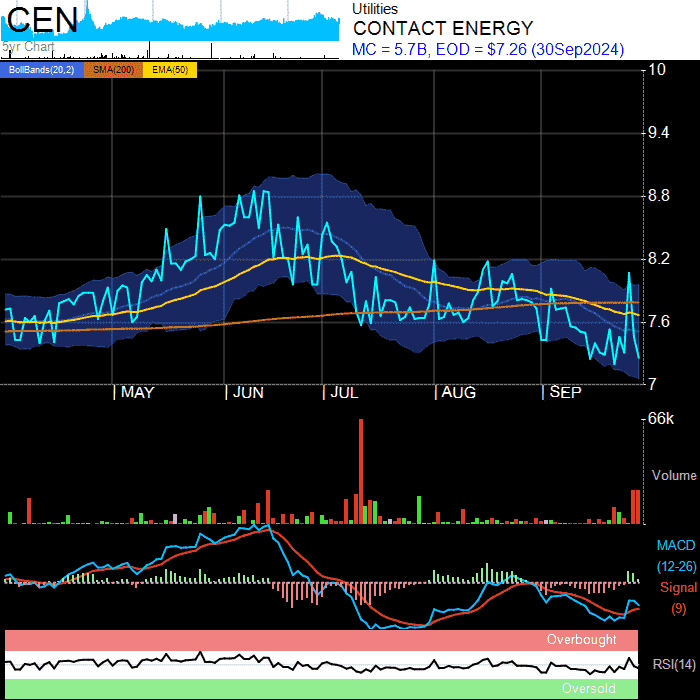 CEN
5yr Chart
Utilities
CONTACT ENERGY
MC = 5.7B, EOD = $7.26 (30Sep2024)
BollBands(20,2) SMA(200) EMA(50)
10
9.4
8.8
8.2
7.6
7
MAY JUN JUL AUG SEP
66k
Volume
MACD
(12-26)
Signal
(9)
Overbought
RSI(14)
Oversold